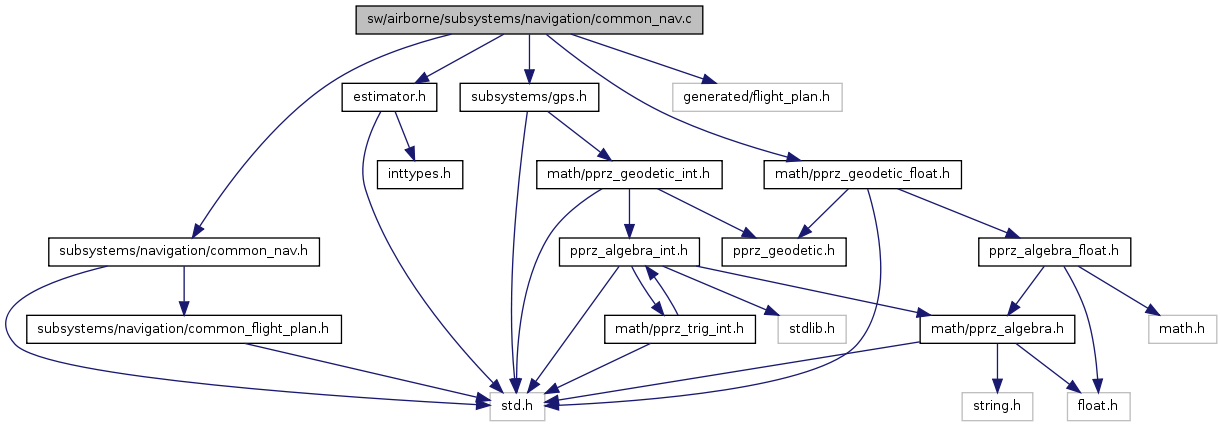 sw/airborne/subsystems/navigation/common_nav.c
estimator.h
subsystems/gps.h
generated/flight_plan.h
inttypes.h
math/pprz_geodetic_int.h
math/pprz_geodetic_float.h
subsystems/navigation/common_nav.h
pprz_algebra_int.h
pprz_geodetic.h
pprz_algebra_float.h
subsystems/navigation/common_flight_plan.h
math/pprz_trig_int.h
stdlib.h
math/pprz_algebra.h
math.h
std.h
string.h
float.h